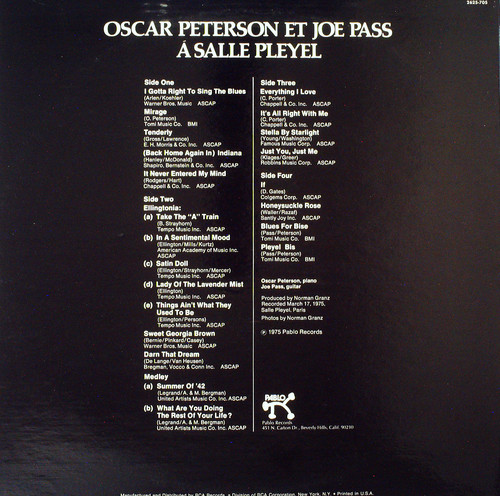 2625-705
OSCAR PETERSON ET JOE PASS
Á SALLE PLEYEL
Side One
I Gotta Right To Sing The Blues
(Arlen/Koehler)
Warner Bros. Music ASCAP
Mirage
(O. Peterson)
Tomi Music Co. BMI
Tenderly
(Gross/Lawrence)
E. H. Morris & Co. Inc. ASCAP
(Back Home Again In) Indiana
(Hanley/McDonald)
Shapiro, Bernstein & Co. Inc. ASCAP
It Never Entered My Mind
(Rodgers/Hart)
Chappell & Co. Inc. ASCAP
Side Two
Ellingtonia:
(a) Take The "A" Train
(B. Strayhorn)
Tempo Music Inc. ASCAP
(b) In A Sentimental Mood
(Ellington/Mills/Kurtz)
American Academy of Music Inc.
ASCAP
(c) Satin Doll
(Ellington/Strayhorn/Mercer)
Tempo Music Inc. ASCAP
(d) Lady Of The Lavender Mist
(Ellington)
Tempo Music Inc. ASCAP
(e) Things Ain't What They
Used To Be
(Ellington/Persons)
Tempo Music Inc. ASCAP
Sweet Georgia Brown
(Bernie/Pinkard/Casey)
Warner Bros. Music ASCAP
Darn That Dream
(De Lange/Van Heusen)
Bregman, Vocco & Conn Inc. ASCAP
Medley
(a) Summer Of '42
(Legrand/A. & M. Bergman)
United Artists Music Co. Inc. ASCAP
(b) What Are You Doing
The Rest Of Your Life?
(Legrand/A. & M. Bergman)
United Artists Music Co. Inc. ASCAP
Side Three
Everything I Love
(C. Porter)
Chappell & Co. Inc. ASCAP
It's All Right With Me
(C. Porter)
Chappell & Co. Inc. ASCAP
Stella By Starlight
(Young/Washington)
Famous Music Corp. ASCAP
Just You, Just Me
(Klages/Greer)
Robbins Music Corp. ASCAP
Side Four
If
(D. Gates)
Colgems Corp. ASCAP
Honeysuckle Rose
(Waller/Razaf)
Santly Joy Inc. ASCAP
Blues For Bise
(Pass/Peterson)
Tomi Music Co. BMI
Pleyel Bis
(Pass/Peterson)
Tomi Music Co. BMI
Oscar Peterson, piano
Joe Pass, guitar
Produced by Norman Granz
Recorded March 17, 1975,
Salle Pleyel, Paris
Photos by Norman Granz
℗ 1975 Pablo Records
PABLO
Pablo Records
451 N. Canon Dr., Beverly Hills, Calif. 90210
Manufactured and Distributed by RCA Records, a Division of RCA Corporation, New York, N.Y. • Printed in U.S.A.